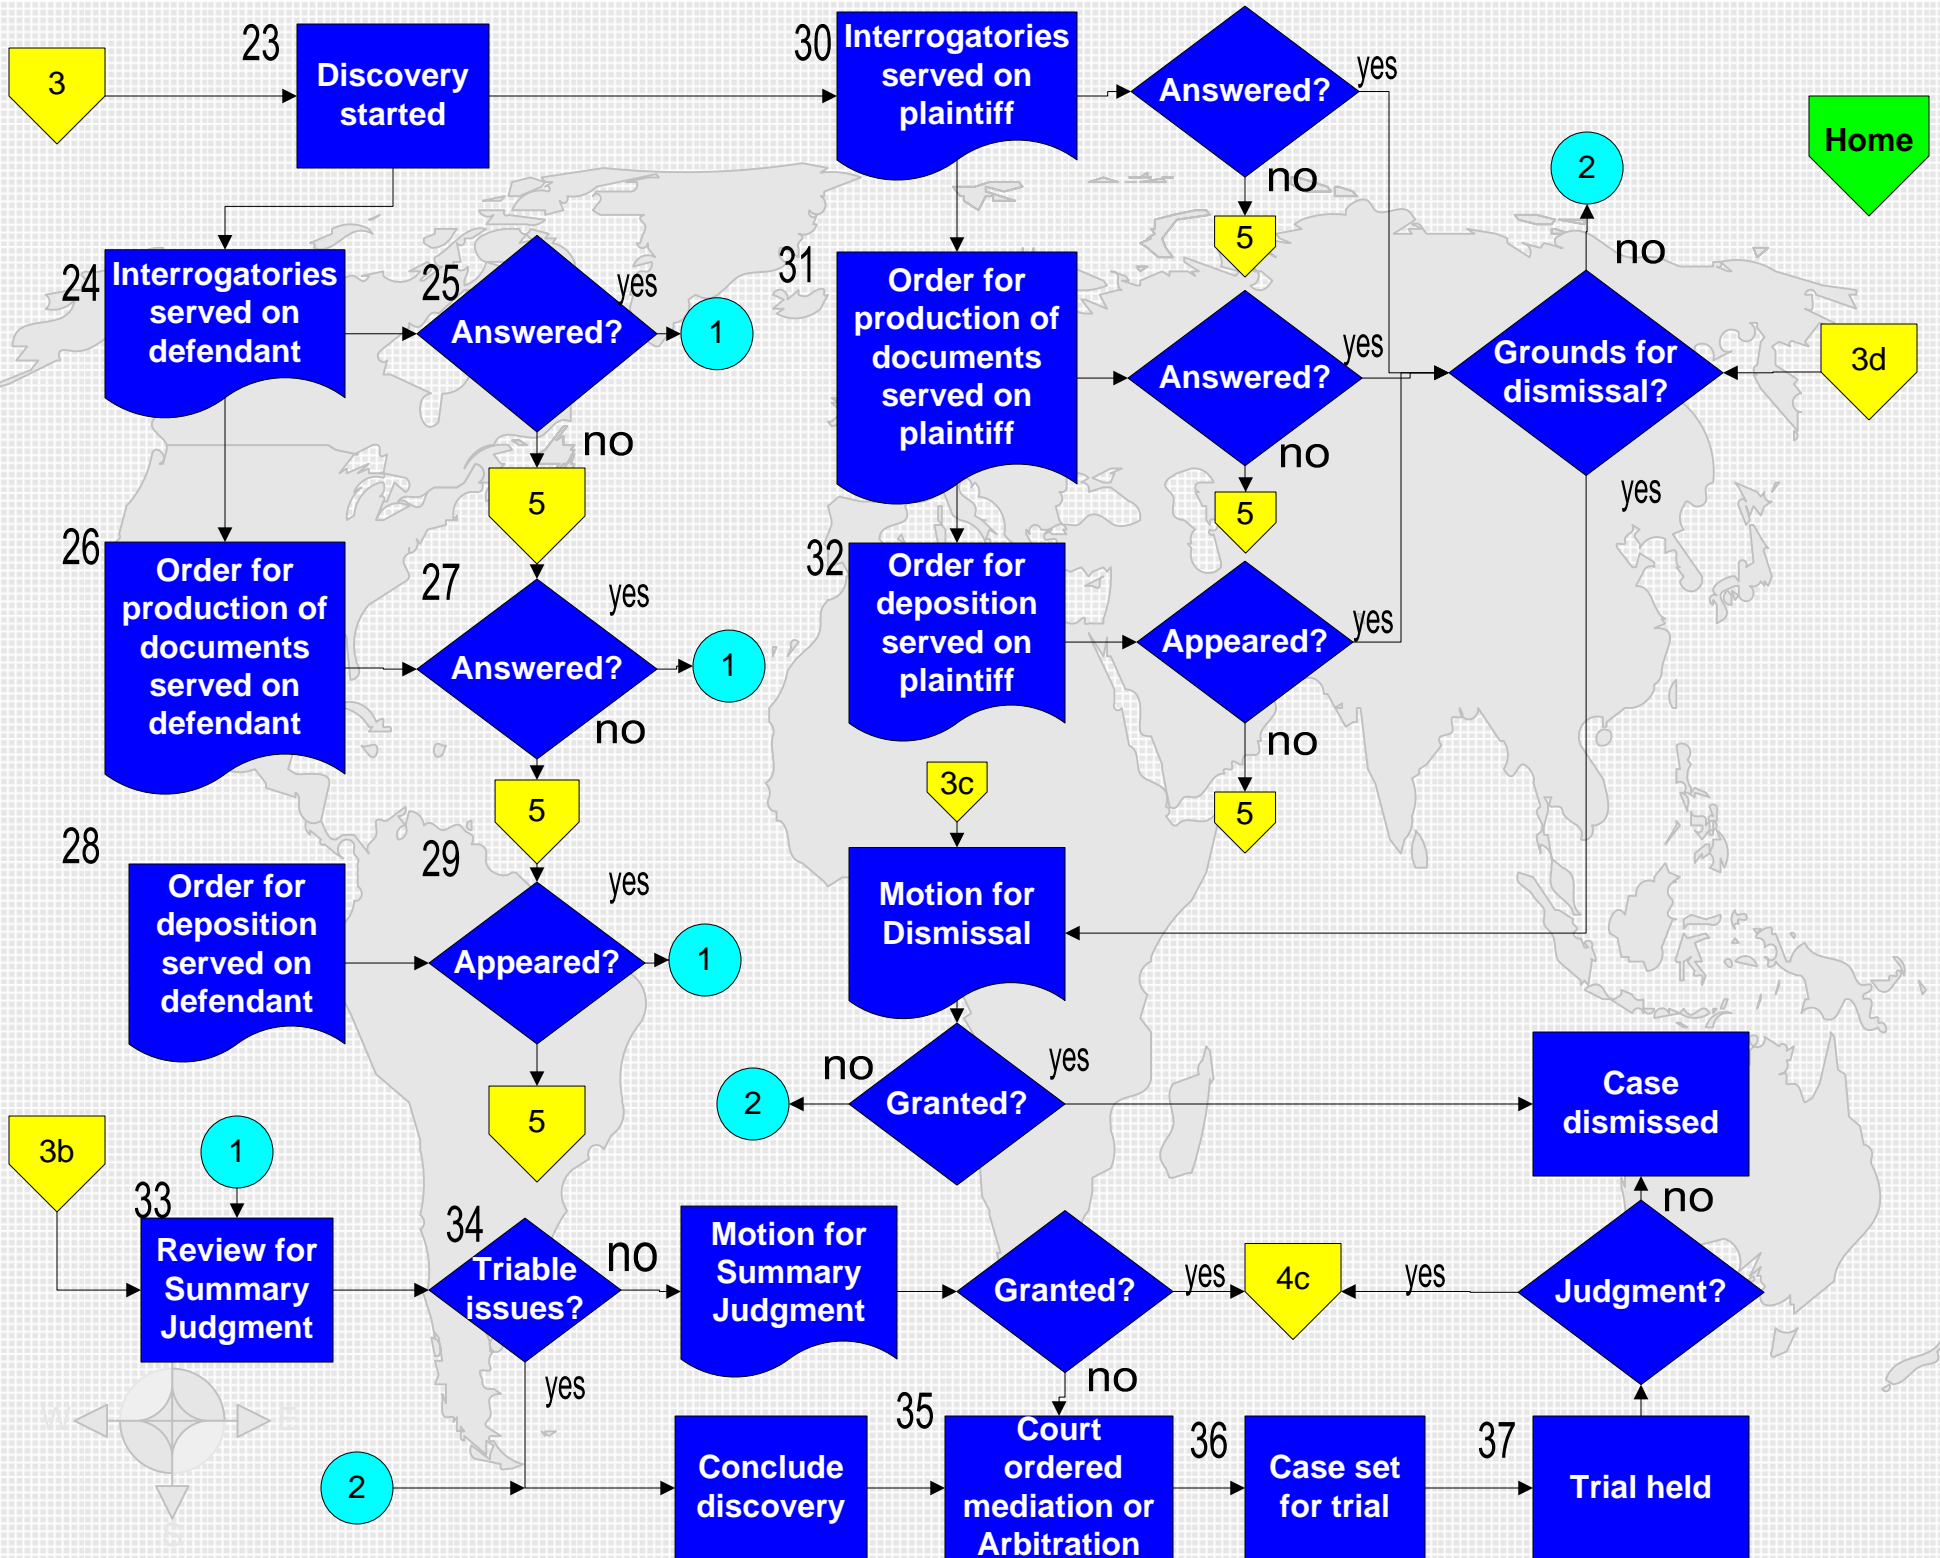 3
23
Discovery
started
30
Interrogatories
served on
plaintiff
Answered?
yes
no
5
2
no
Home
24
Interrogatories
served on
defendant
25
Answered?
yes
1
no
5
31
Order for
production of
documents
served on
plaintiff
Answered?
yes
no
5
Grounds for
dismissal?
yes
3d
26
Order for
production of
documents
served on
defendant
27
Answered?
yes
1
no
5
32
Order for
deposition
served on
plaintiff
Appeared?
yes
no
5
28
Order for
deposition
served on
defendant
29
Appeared?
yes
1
5
3c
Motion for
Dismissal
Granted?
no
2
yes
Case
dismissed
3b
1
33
Review for
Summary
Judgment
34
Triable
issues?
no
yes
Motion for
Summary
Judgment
Granted?
yes
no
4c
yes
Judgment?
no
2
Conclude
discovery
35
Court
ordered
mediation or
Arbitration
36
Case set
for trial
37
Trial held
W
S